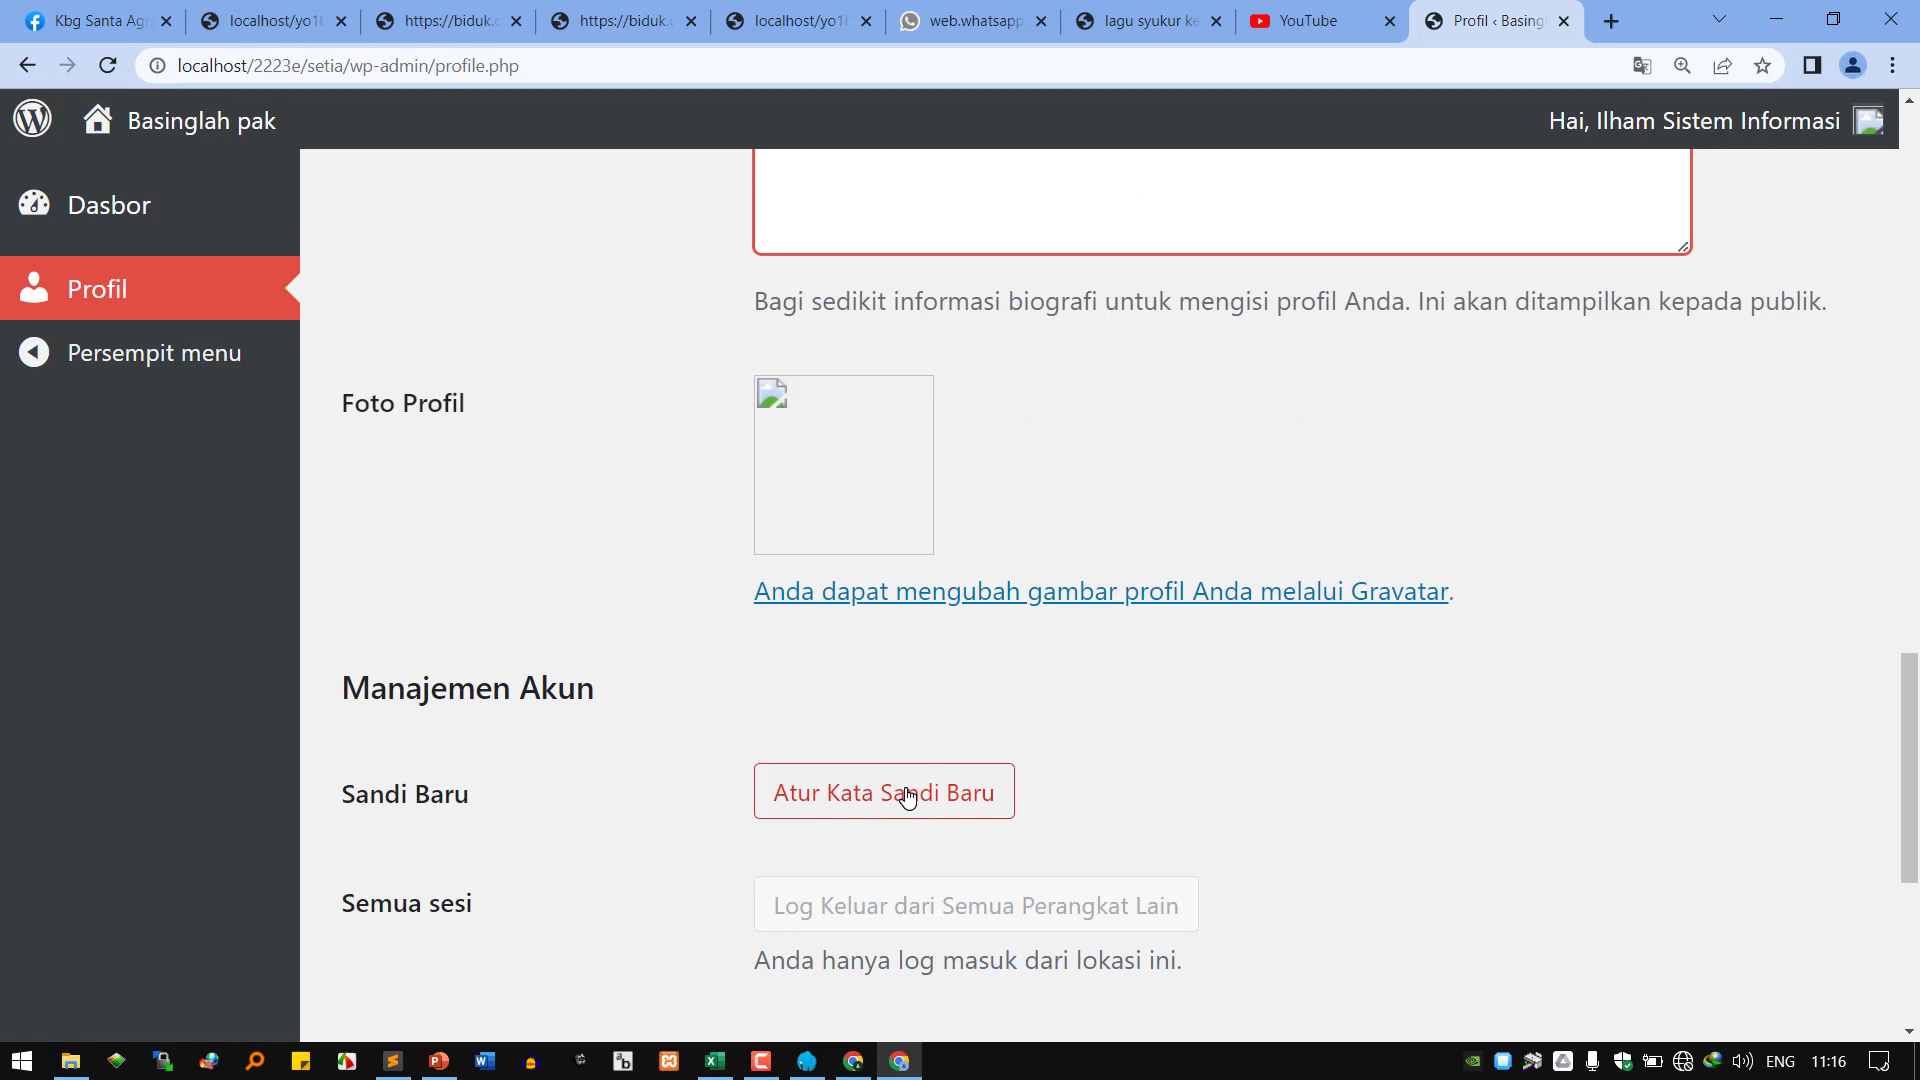 Kbg Santa Agn
localhost/yo1b
https://biduk.c
https://biduk.c
localhost/yo1b
web.whatsapp
lagu syukur ke
YouTube
Profil ‹ Basingl
localhost/2223e/setia/wp-admin/profile.php
Basinglah pak
Hai, Ilham Sistem Informasi
Dasbor
Profil
Persempit menu
Bagi sedikit informasi biografi untuk mengisi profil Anda. Ini akan ditampilkan kepada publik.
Foto Profil
Anda dapat mengubah gambar profil Anda melalui Gravatar.
Manajemen Akun
Sandi Baru
Atur Kata Sandi Baru
Semua sesi
Log Keluar dari Semua Perangkat Lain
Anda hanya log masuk dari lokasi ini.
ENG
11:16